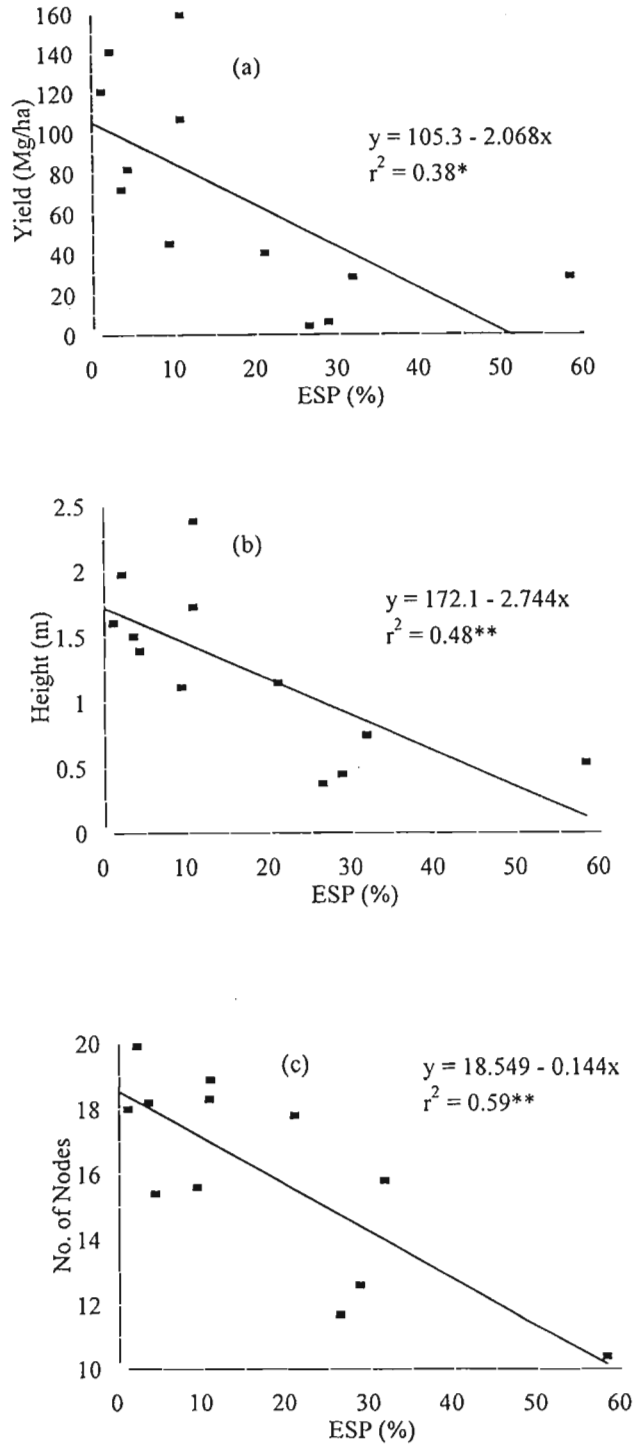 160
140
120
100
80
60
40
20
0
Yield (Mg/ha)
(a)
y = 105.3 - 2.068x
r² = 0.38*
0 10 20 30 40 50 60
ESP (%)
2.5
2
1.5
1
0.5
0
Height (m)
(b)
y = 172.1 - 2.744x
r² = 0.48**
0 10 20 30 40 50 60
ESP (%)
20
18
16
14
12
10
No. of Nodes
(c)
y = 18.549 - 0.144x
r² = 0.59**
0 10 20 30 40 50 60
ESP (%)